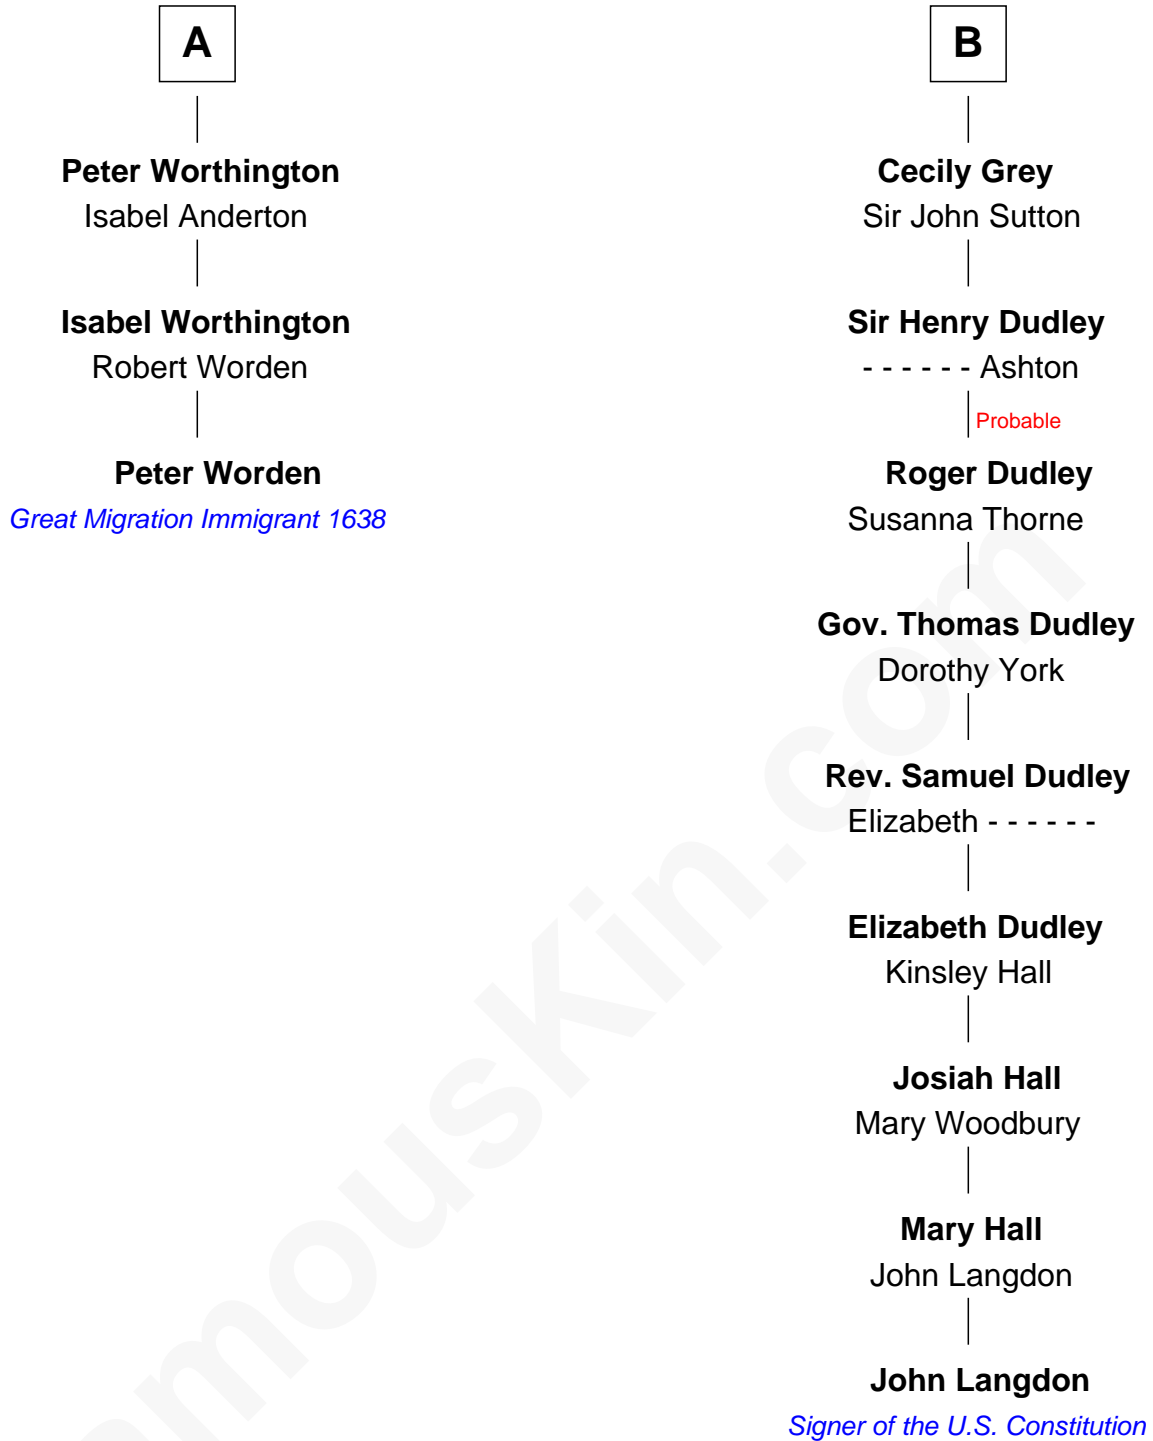 A
Peter Worthington
Isabel Anderton
Isabel Worthington
Robert Worden
Peter Worden
Great Migration Immigrant 1638
B
Cecily Grey
Sir John Sutton
Sir Henry Dudley
- - - - - - Ashton
Probable
Roger Dudley
Susanna Thorne
Gov. Thomas Dudley
Dorothy York
Rev. Samuel Dudley
Elizabeth - - - - - -
Elizabeth Dudley
Kinsley Hall
Josiah Hall
Mary Woodbury
Mary Hall
John Langdon
John Langdon
Signer of the U.S. Constitution
amouskin.com